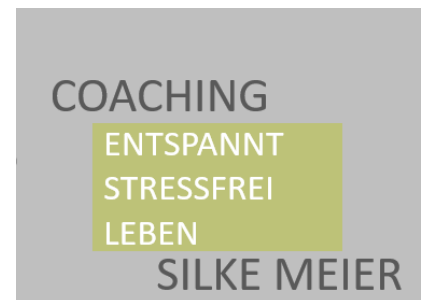 COACHING
ENTSPANNT
STRESSFREI
LEBEN
SILKE MEIER